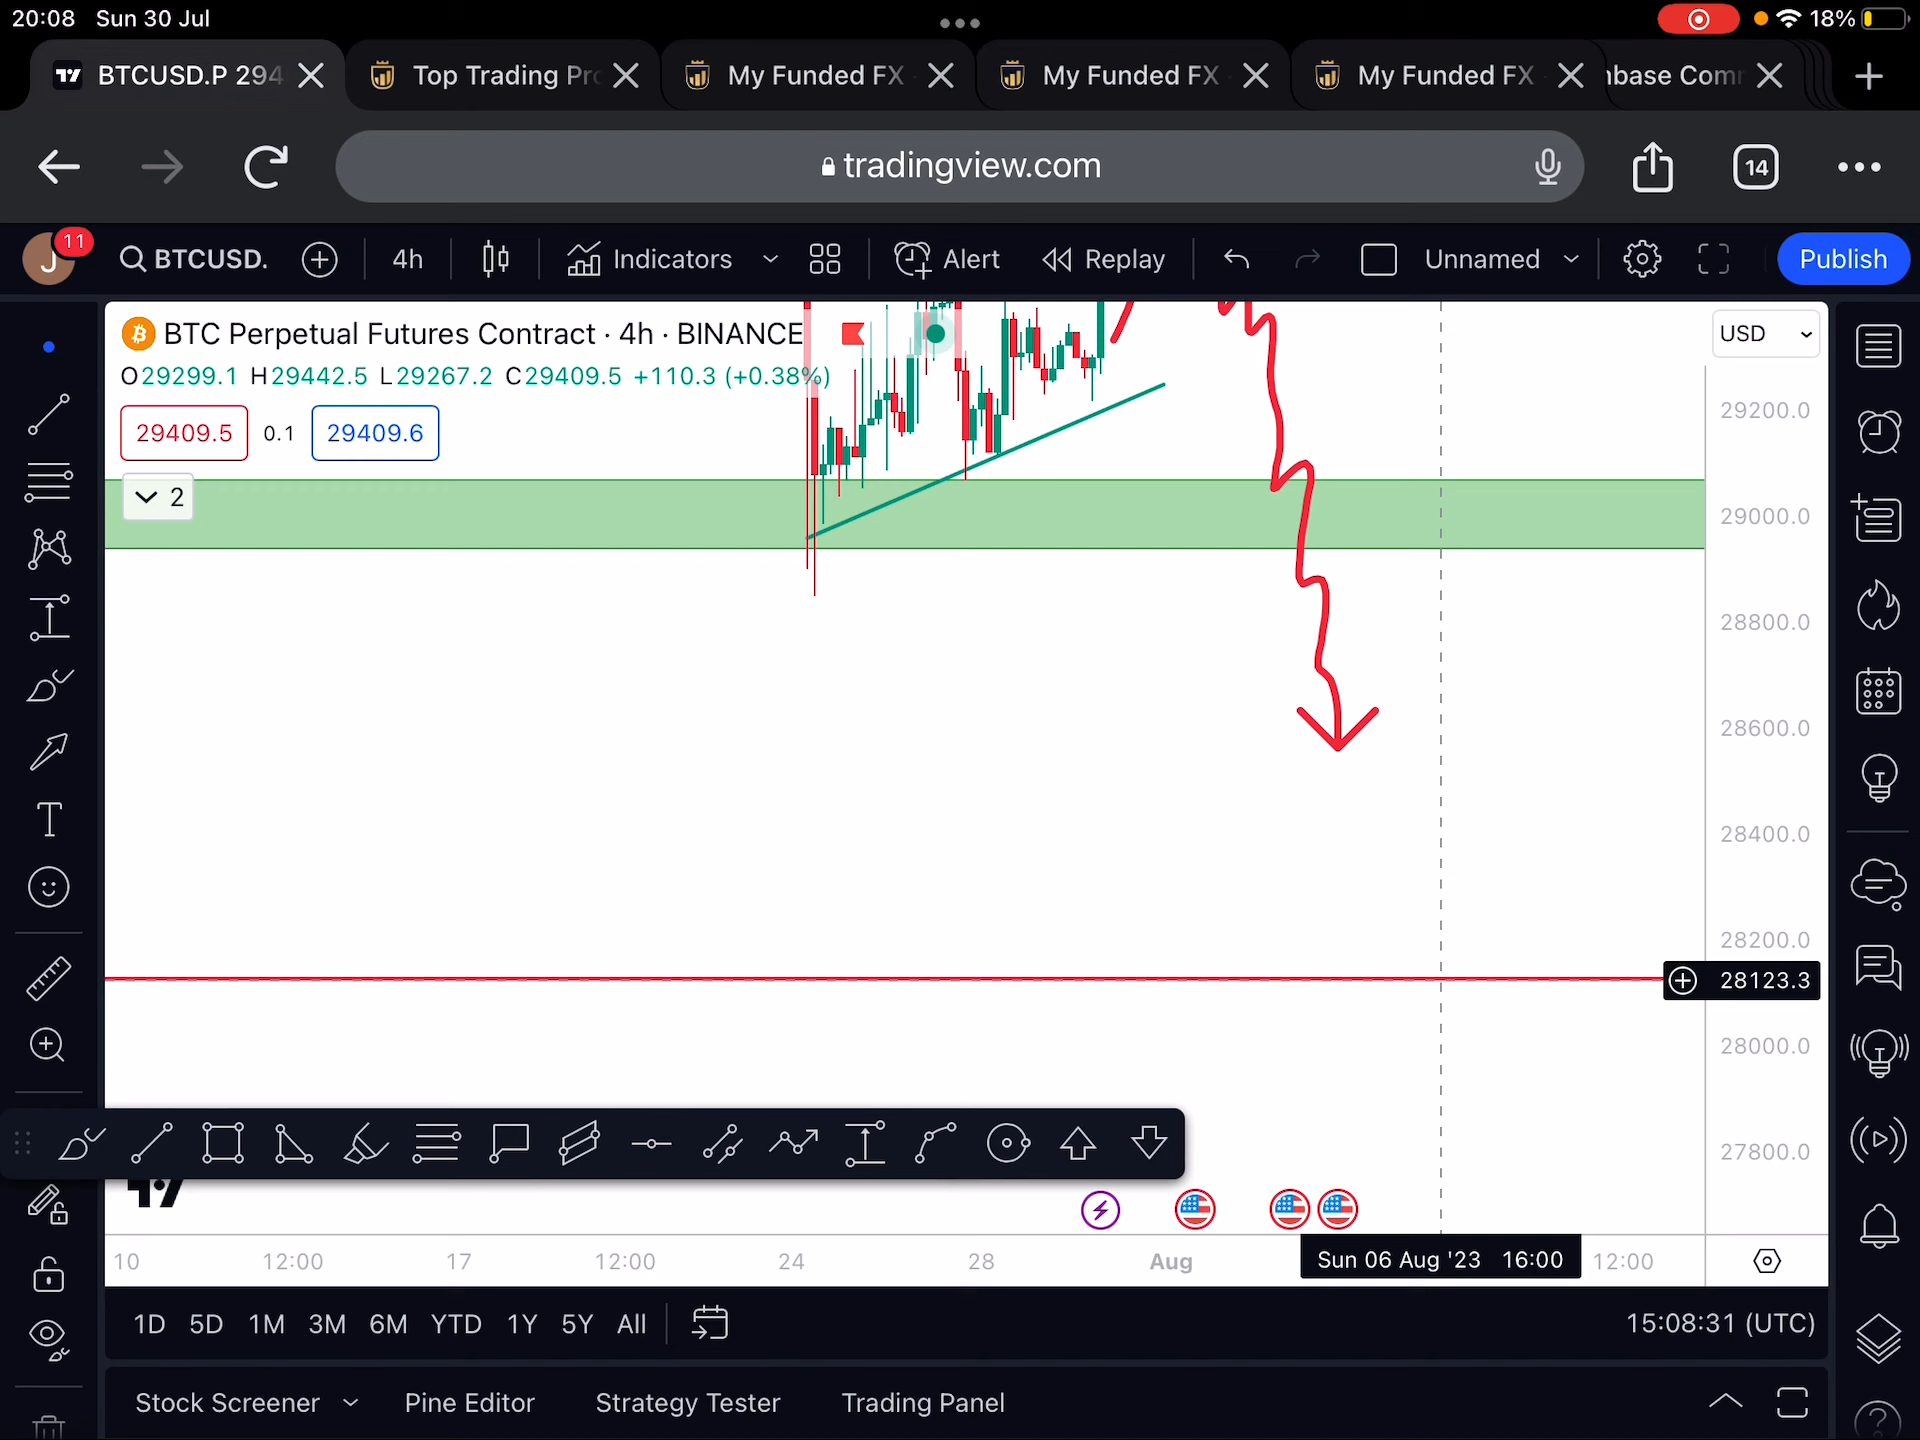 20:08 Sun 30 Jul
18%
BTCUSD.P 294
Top Trading Pr
My Funded FX
My Funded FX
My Funded FX
base Com
tradingview.com
14
J
11
BTCUSD.
4h
Indicators
Alert
Replay
Unnamed
Publish
BTC Perpetual Futures Contract · 4h · BINANCE
USD
O29299.1 H29442.5 L29267.2 C29409.5 +110.3 (+0.38%)
29409.5
0.1
29409.6
2
29200.0
29000.0
28800.0
28600.0
28400.0
28200.0
28123.3
28000.0
27800.0
10
12:00
17
12:00
24
28
Aug
Sun 06 Aug '23 16:00
12:00
1D 5D 1M 3M 6M YTD 1Y 5Y All
15:08:31 (UTC)
Stock Screener
Pine Editor
Strategy Tester
Trading Panel